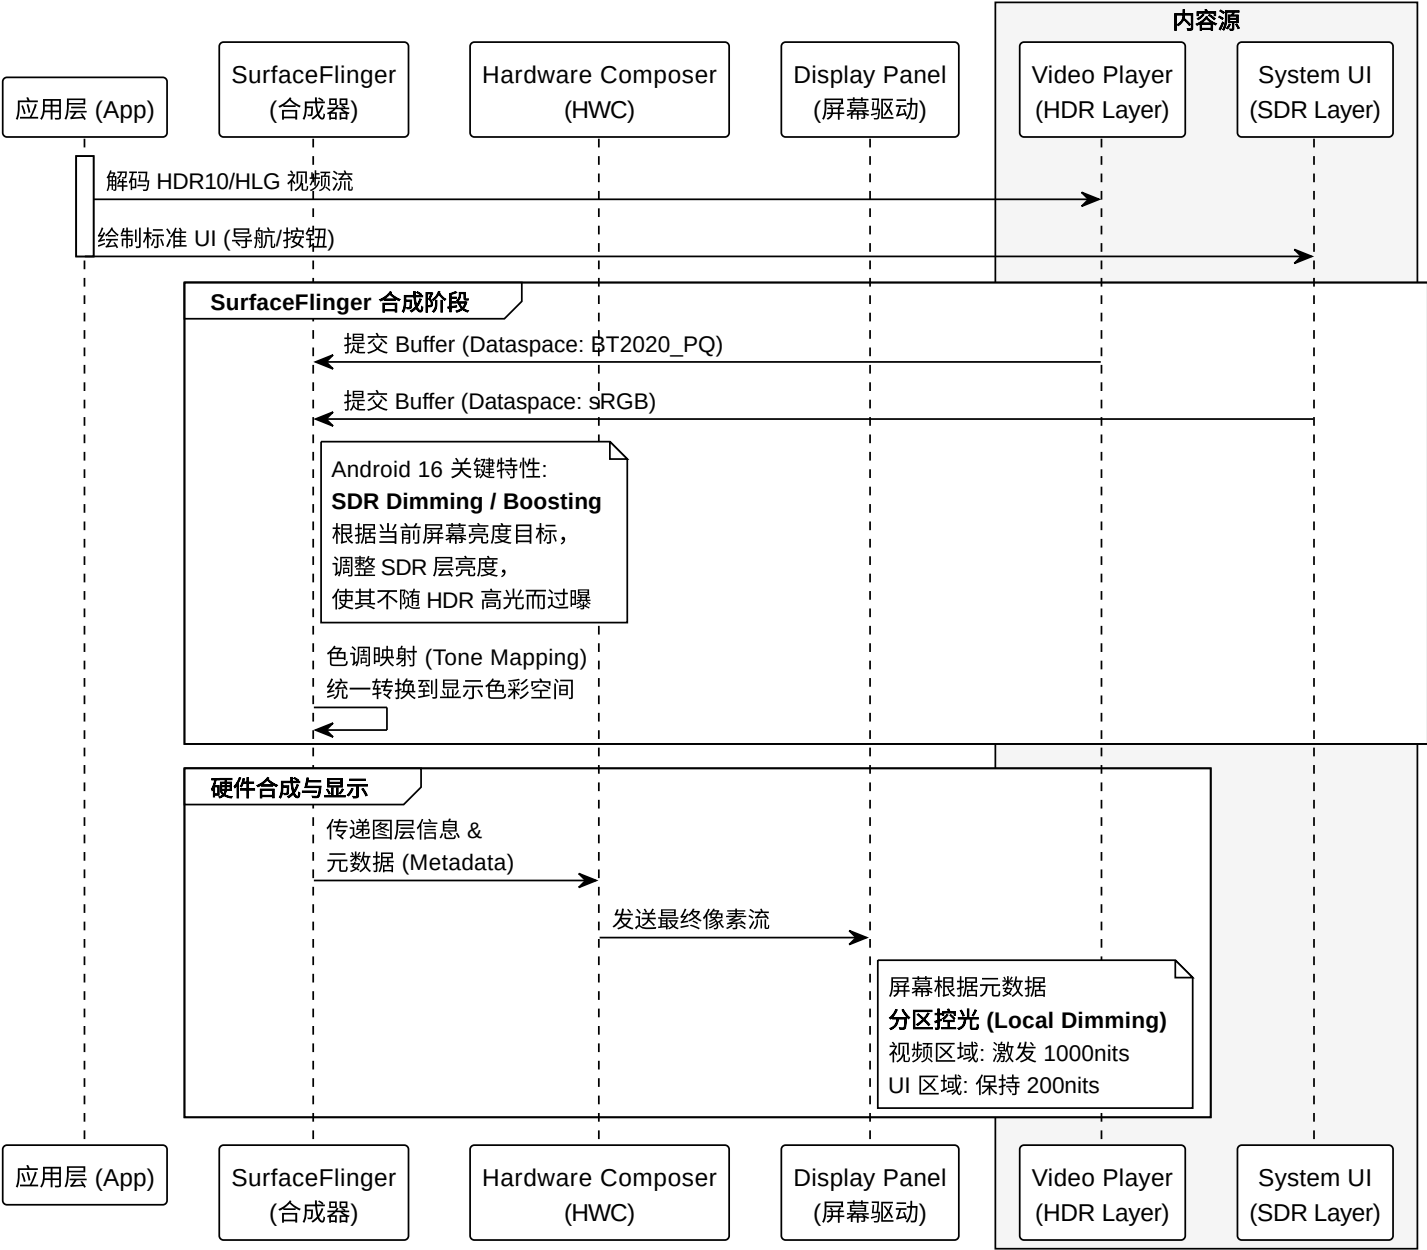 内容源
应用层 (App)
SurfaceFlinger
(合成器)
Hardware Composer
(HWC)
Display Panel
(屏幕驱动)
Video Player
(HDR Layer)
System UI
(SDR Layer)
解码 HDR10/HLG 视频流
绘制标准 UI (导航/按钮)
SurfaceFlinger 合成阶段
提交 Buffer (Dataspace: BT2020_PQ)
提交 Buffer (Dataspace: sRGB)
Android 16 关键特性:
SDR Dimming / Boosting
根据当前屏幕亮度目标，
调整 SDR 层亮度，
使其不随 HDR 高光而过曝
色调映射 (Tone Mapping)
统一转换到显示色彩空间
硬件合成与显示
传递图层信息 &
元数据 (Metadata)
发送最终像素流
屏幕根据元数据
分区控光 (Local Dimming)
视频区域: 激发 1000nits
UI 区域: 保持 200nits
应用层 (App)
SurfaceFlinger
(合成器)
Hardware Composer
(HWC)
Display Panel
(屏幕驱动)
Video Player
(HDR Layer)
System UI
(SDR Layer)